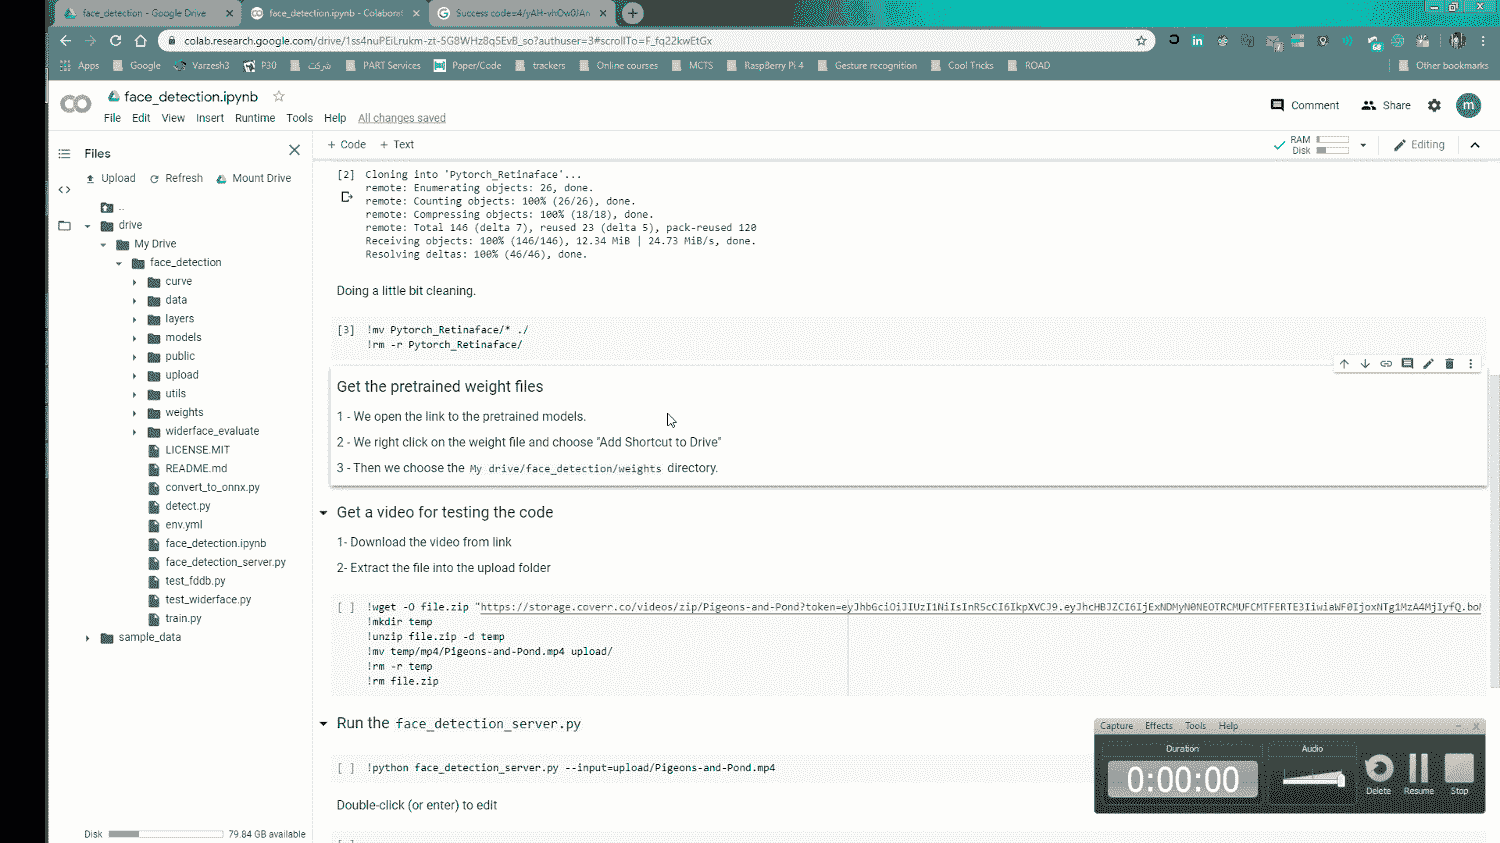 face_detection - Google Drive
face_detection.ipynb - Colaborat
Success code=4/yAH-vhOw0JAn
colab.research.google.com/drive/1ss4nuPEiLrukm-zt-5G8WHz8q5EvB_so?authuser=3#scrollTo=F_fq22kwEtGx
Apps
Google
Varzesh3
P30
شرکت
PART Services
Paper/Code
trackers
Online courses
MCTS
RaspBerry Pi 4
Gesture recognition
Cool Tricks
ROAD
Other bookmarks
face_detection.ipynb
File Edit View Insert Runtime Tools Help All changes saved
Comment
Share
m
Files
Upload
Refresh
Mount Drive
..
drive
My Drive
face_detection
curve
data
layers
models
public
upload
utils
weights
widerface_evaluate
LICENSE.MIT
README.md
convert_to_onnx.py
detect.py
env.yml
face_detection.ipynb
face_detection_server.py
test_fddb.py
test_widerface.py
train.py
sample_data
Disk
79.84 GB available
+ Code + Text
RAM
Disk
Editing
[2] Cloning into 'Pytorch_Retinaface'...
remote: Enumerating objects: 26, done.
remote: Counting objects: 100% (26/26), done.
remote: Compressing objects: 100% (18/18), done.
remote: Total 146 (delta 7), reused 23 (delta 5), pack-reused 120
Receiving objects: 100% (146/146), 12.34 MiB | 24.73 MiB/s, done.
Resolving deltas: 100% (46/46), done.
Doing a little bit cleaning.
[3] !mv Pytorch_Retinaface/* ./
!rm -r Pytorch_Retinaface/
Get the pretrained weight files
1 - We open the link to the pretrained models.
2 - We right click on the weight file and choose "Add Shortcut to Drive"
3 - Then we choose the My drive/face_detection/weights directory.
Get a video for testing the code
1- Download the video from link
2- Extract the file into the upload folder
[ ] !wget -O file.zip "https://storage.coverr.co/videos/zip/Pigeons-and-Pond?token=
!mkdir temp
!unzip file.zip -d temp
!mv temp/mp4/Pigeons-and-Pond.mp4 upload/
!rm -r temp
!rm file.zip
Run the face_detection_server.py
[ ] !python face_detection_server.py --input=upload/Pigeons-and-Pond.mp4
Double-click (or enter) to edit
Capture Effects Tools Help
Duration
Audio
0:00:00
Delete
Resume
Stop